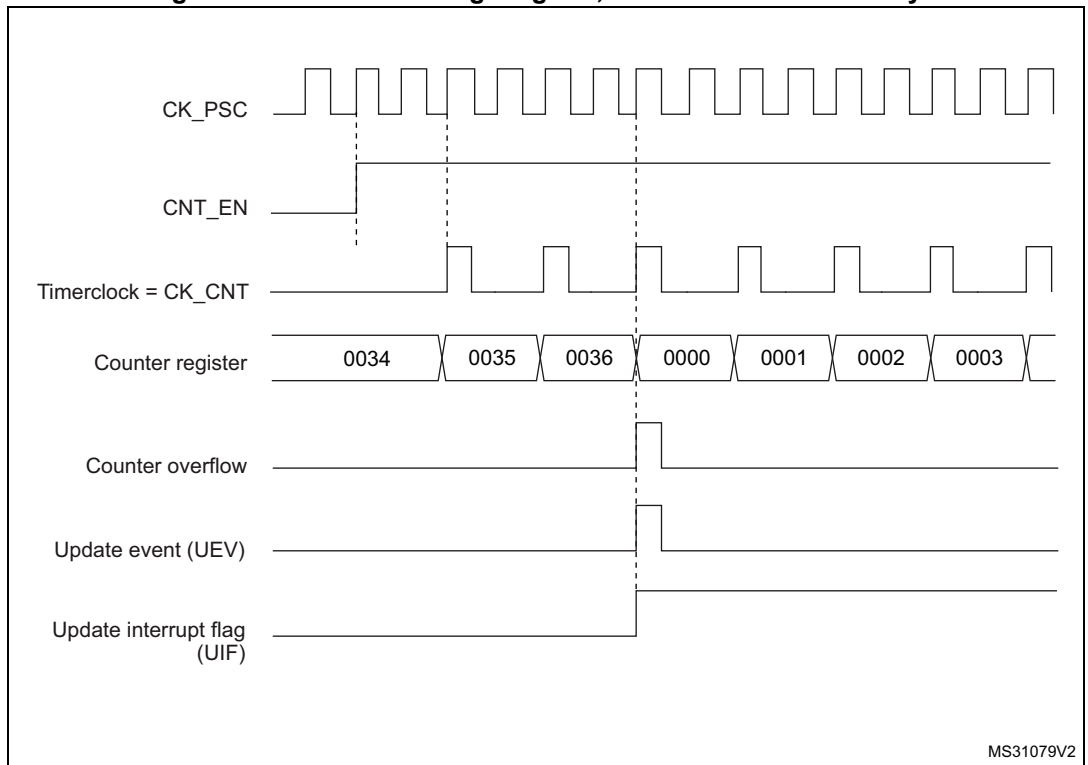 CK_PSC
CNT_EN
Timerclock = CK_CNT
Counter register
0034 0035 0036 0000 0001 0002 0003
Counter overflow
Update event (UEV)
Update interrupt flag
(UIF)
MS31079V2